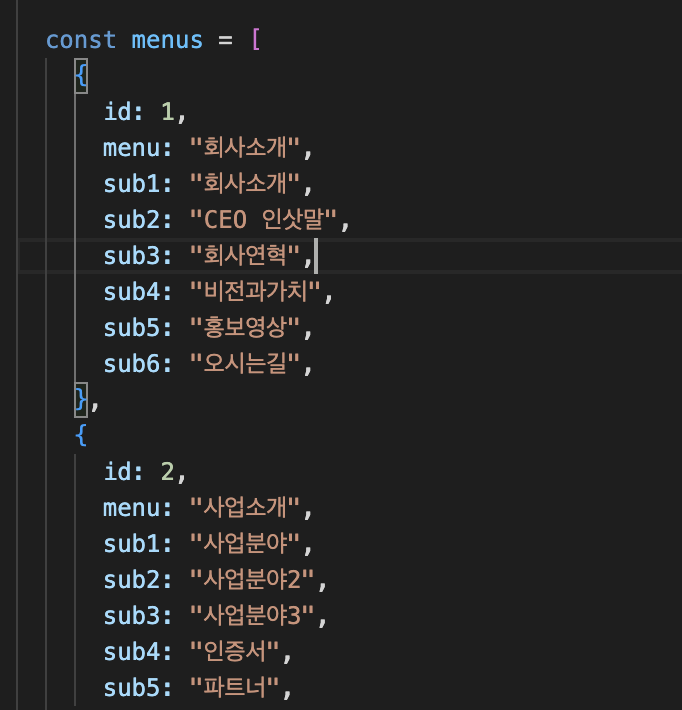 const menus = [
{
id: 1,
menu: "회사소개",
sub1: "회사소개",
sub2: "CEO 인삿말",
sub3: "회사연혁",
sub4: "비전과가치",
sub5: "홍보영상",
sub6: "오시는길",
},
{
id: 2,
menu: "사업소개",
sub1: "사업분야",
sub2: "사업분야2",
sub3: "사업분야3",
sub4: "인증서",
sub5: "파트너",